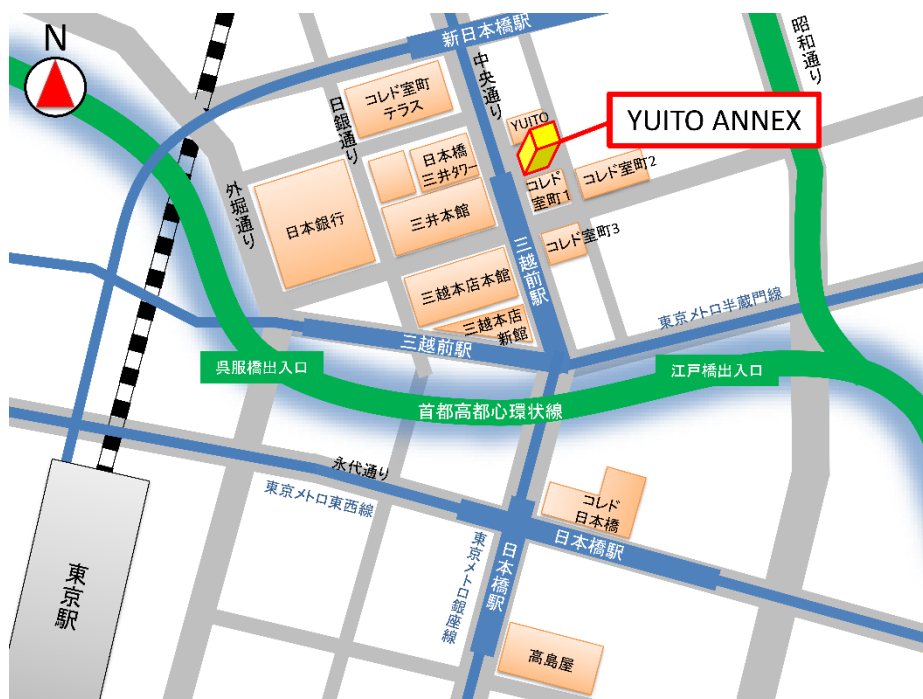 N
新日本橋駅
昭和通り
中央通り
コレド室町
テラス
日銀通り
YUITO
YUITO ANNEX
日本橋
三井タワー
コレド
室町1
コレド室町2
外堀通り
日本銀行
三井本館
コレド室町3
三越前駅
三越本店本館
三越本店
新館
東京メトロ半蔵門線
三越前駅
呉服橋出入口
江戸橋出入口
首都高都心環状線
永代通り
東京メトロ東西線
コレド
日本橋
日本橋駅
東京メトロ銀座線
日本橋駅
東京駅
高島屋